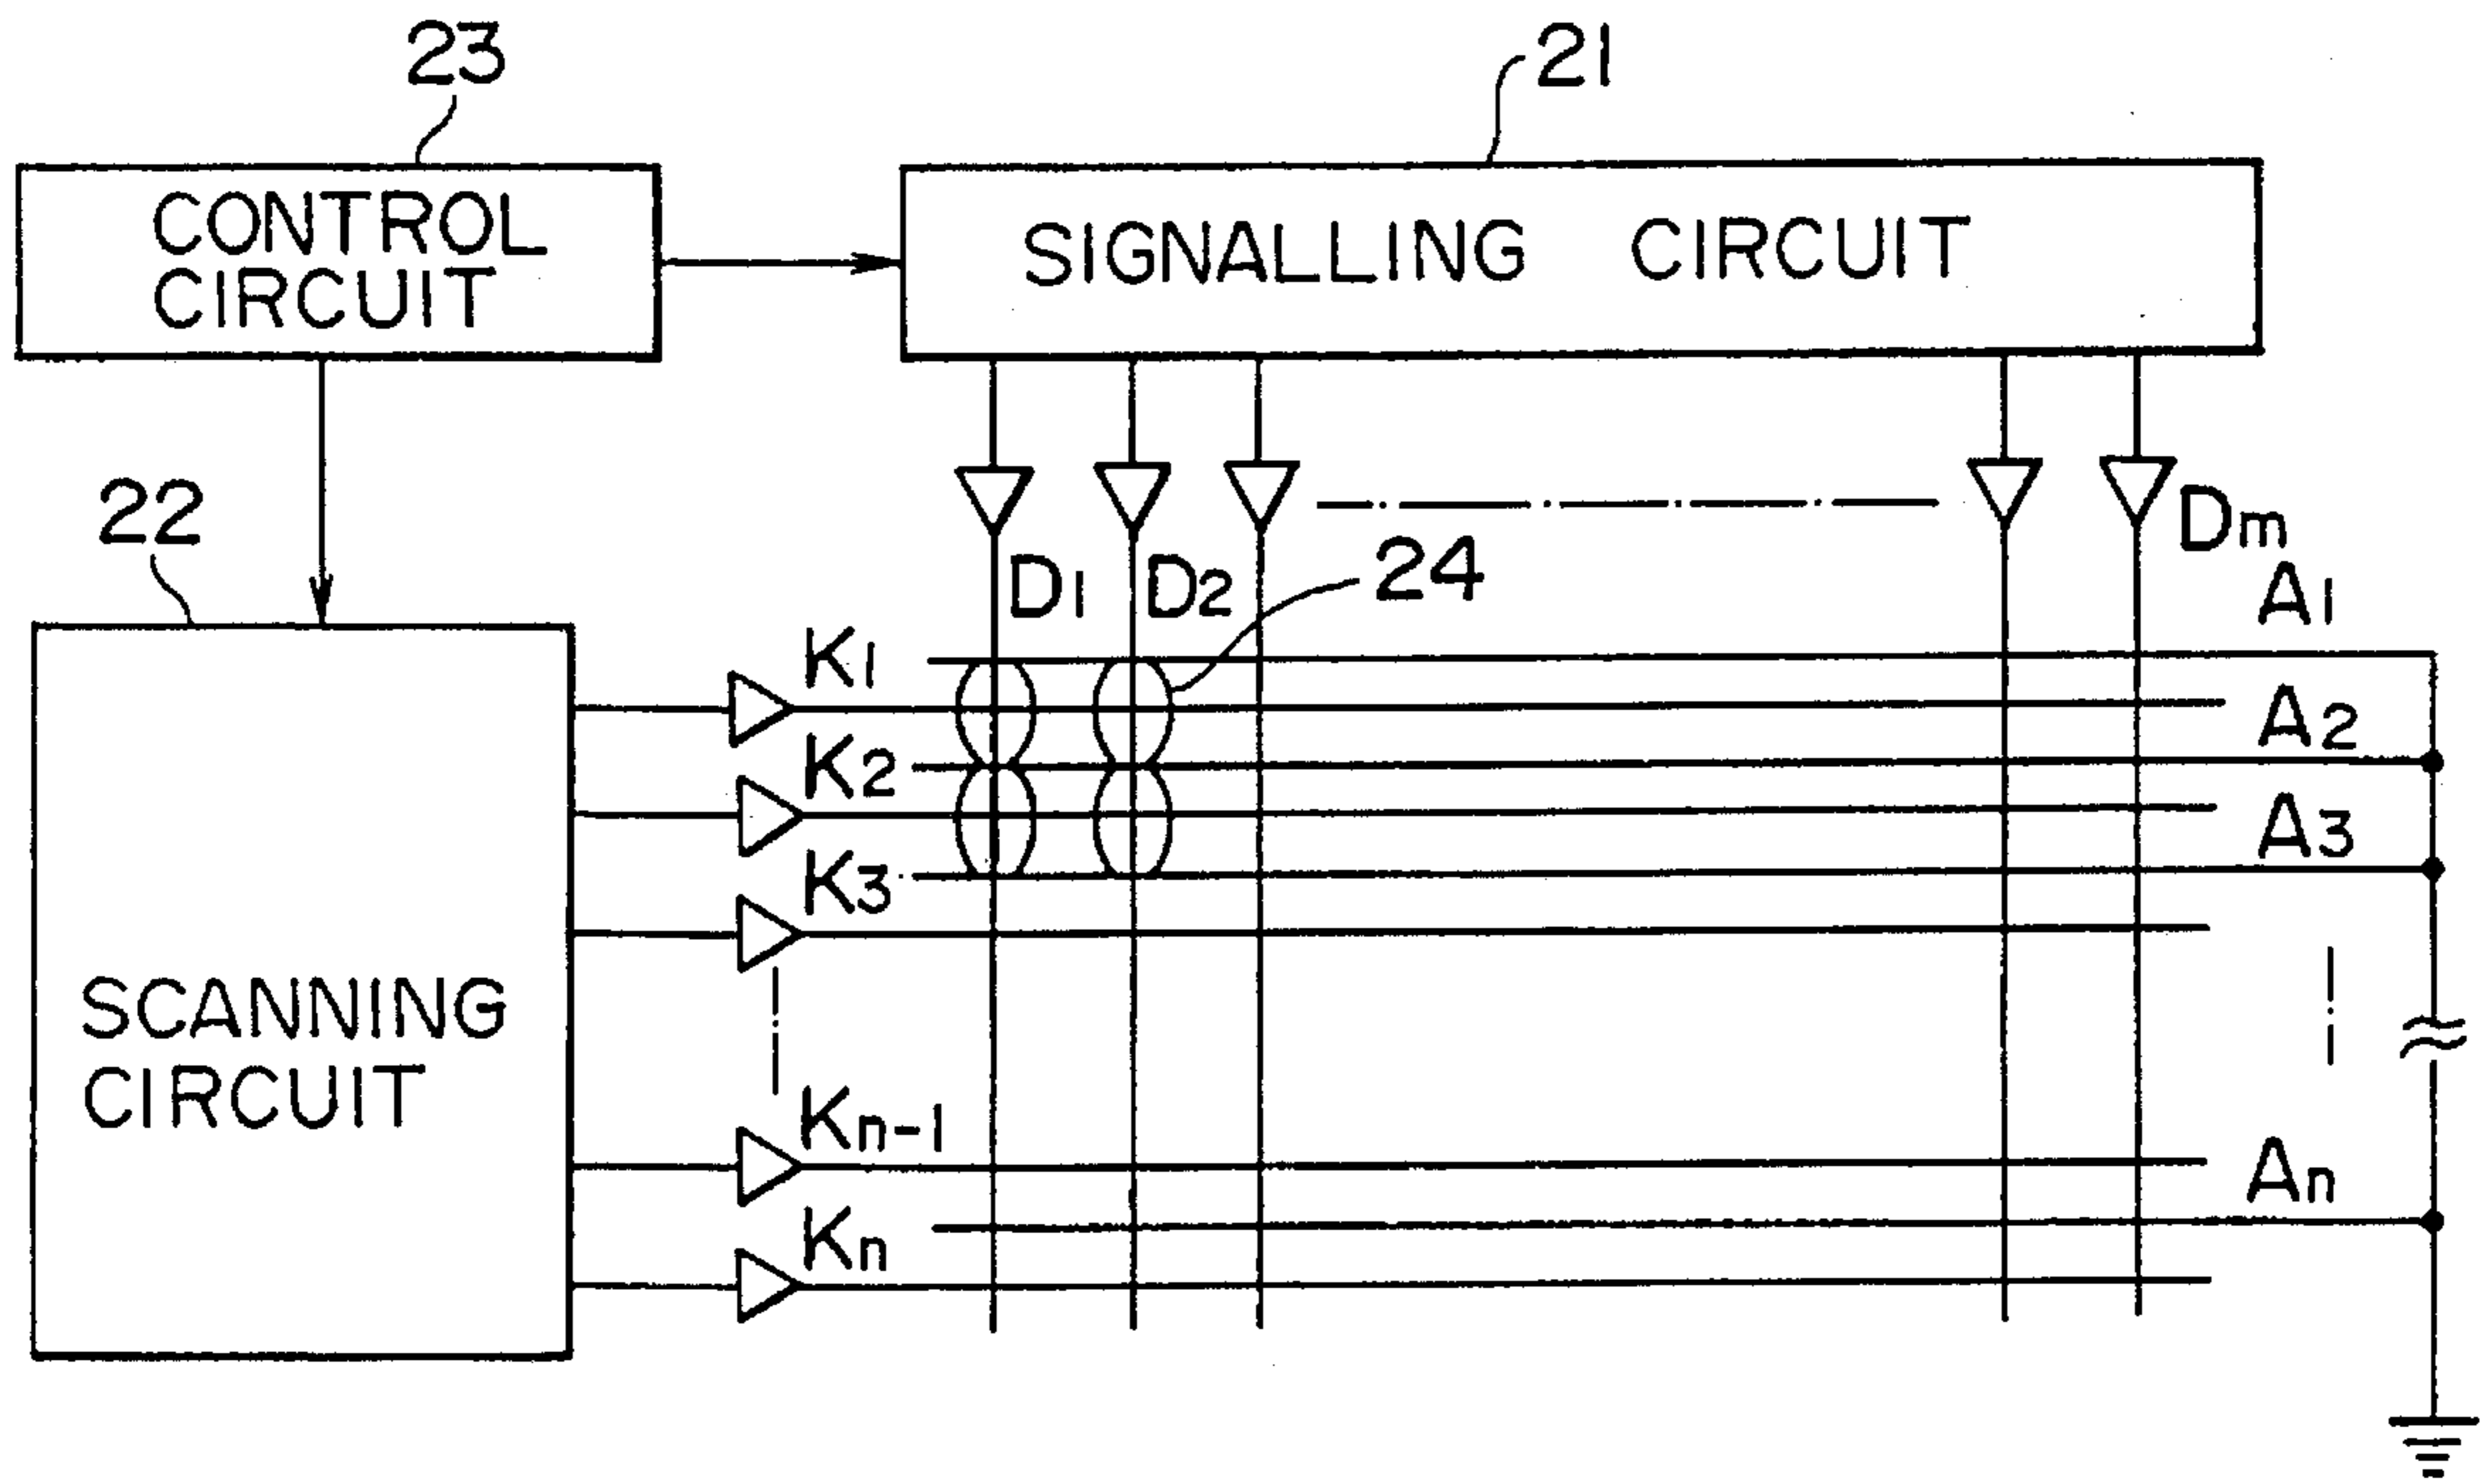 23
21
CONTROL
CIRCUIT
SIGNALLING CIRCUIT
22
D1
D2
24
Dm
A1
K1
A2
K2
A3
K3
SCANNING
CIRCUIT
Kn-1
An
Kn